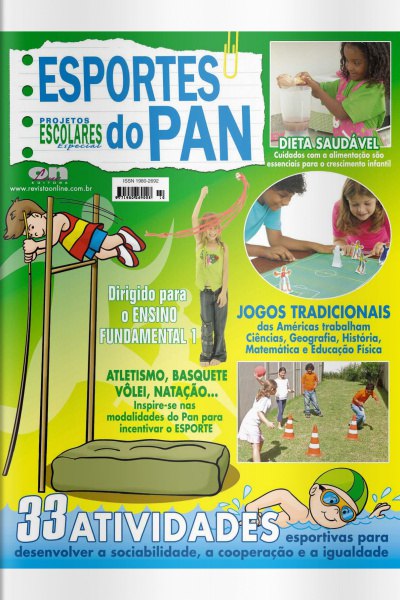 ESPORTES
do PAN
PROJETOS
ESCOLARES
Especial
on
EDITORA
www.revistaonline.com.br
ISSN 1980-2692
DIETA SAUDÁVEL
Cuidados com a alimentação são
essenciais para o crescimento infantil
Dirigido para
o ENSINO
FUNDAMENTAL 1
JOGOS TRADICIONAIS
das Américas trabalham
Ciências, Geografia, História,
Matemática e Educação Física
ATLETISMO, BASQUETE
VÔLEI, NATAÇÃO...
Inspire-se nas
modalidades do Pan para
incentivar o ESPORTE
33 ATIVIDADES
esportivas para
desenvolver a sociabilidade, a cooperação e a igualdade